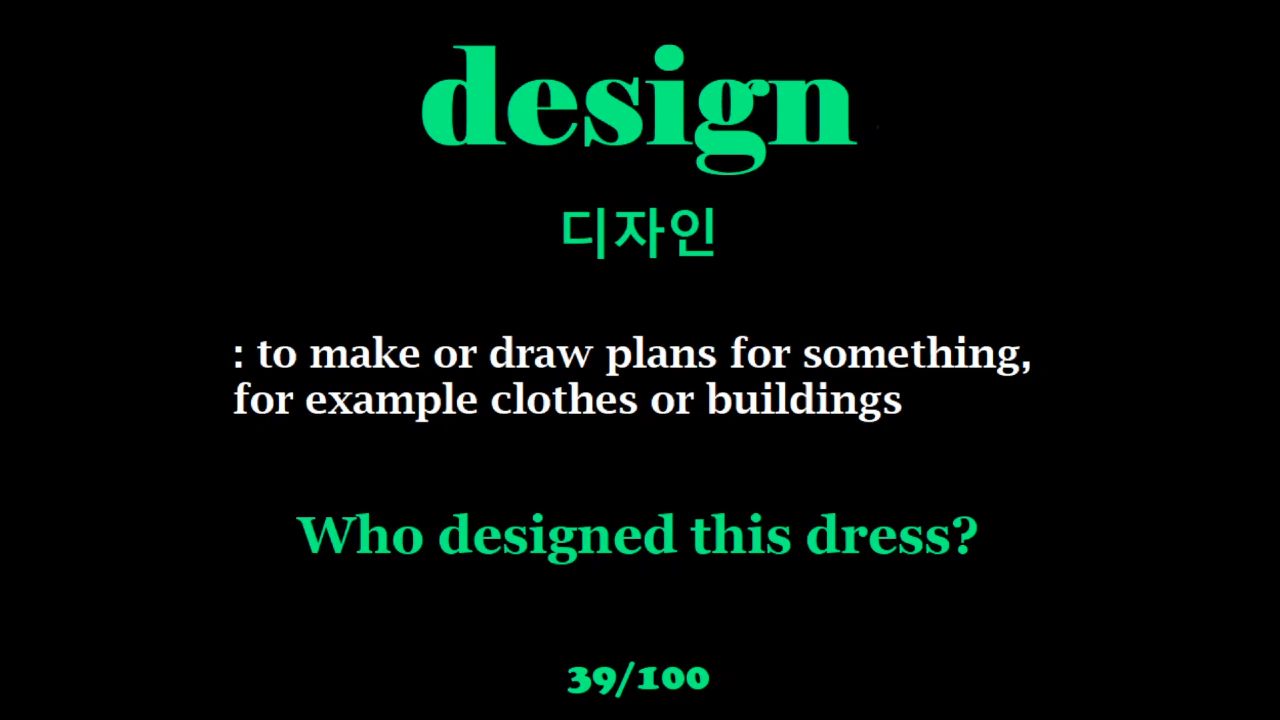 design
디자인
: to make or draw plans for something,
for example clothes or buildings
Who designed this dress?
39/100